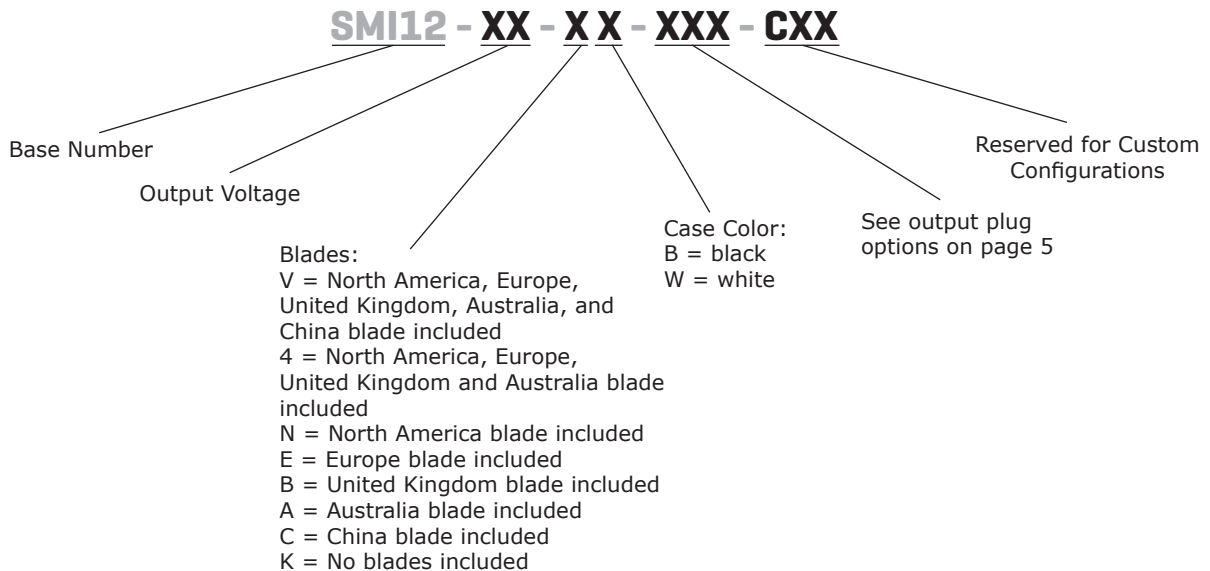 SMI12 - XX - X X - XXX - CXX
Base Number
Output Voltage
Blades:
V = North America, Europe,
United Kingdom, Australia, and
China blade included
4 = North America, Europe,
United Kingdom and Australia blade
included
N = North America blade included
E = Europe blade included
B = United Kingdom blade included
A = Australia blade included
C = China blade included
K = No blades included
Case Color:
B = black
W = white
See output plug
options on page 5
Reserved for Custom
Configurations